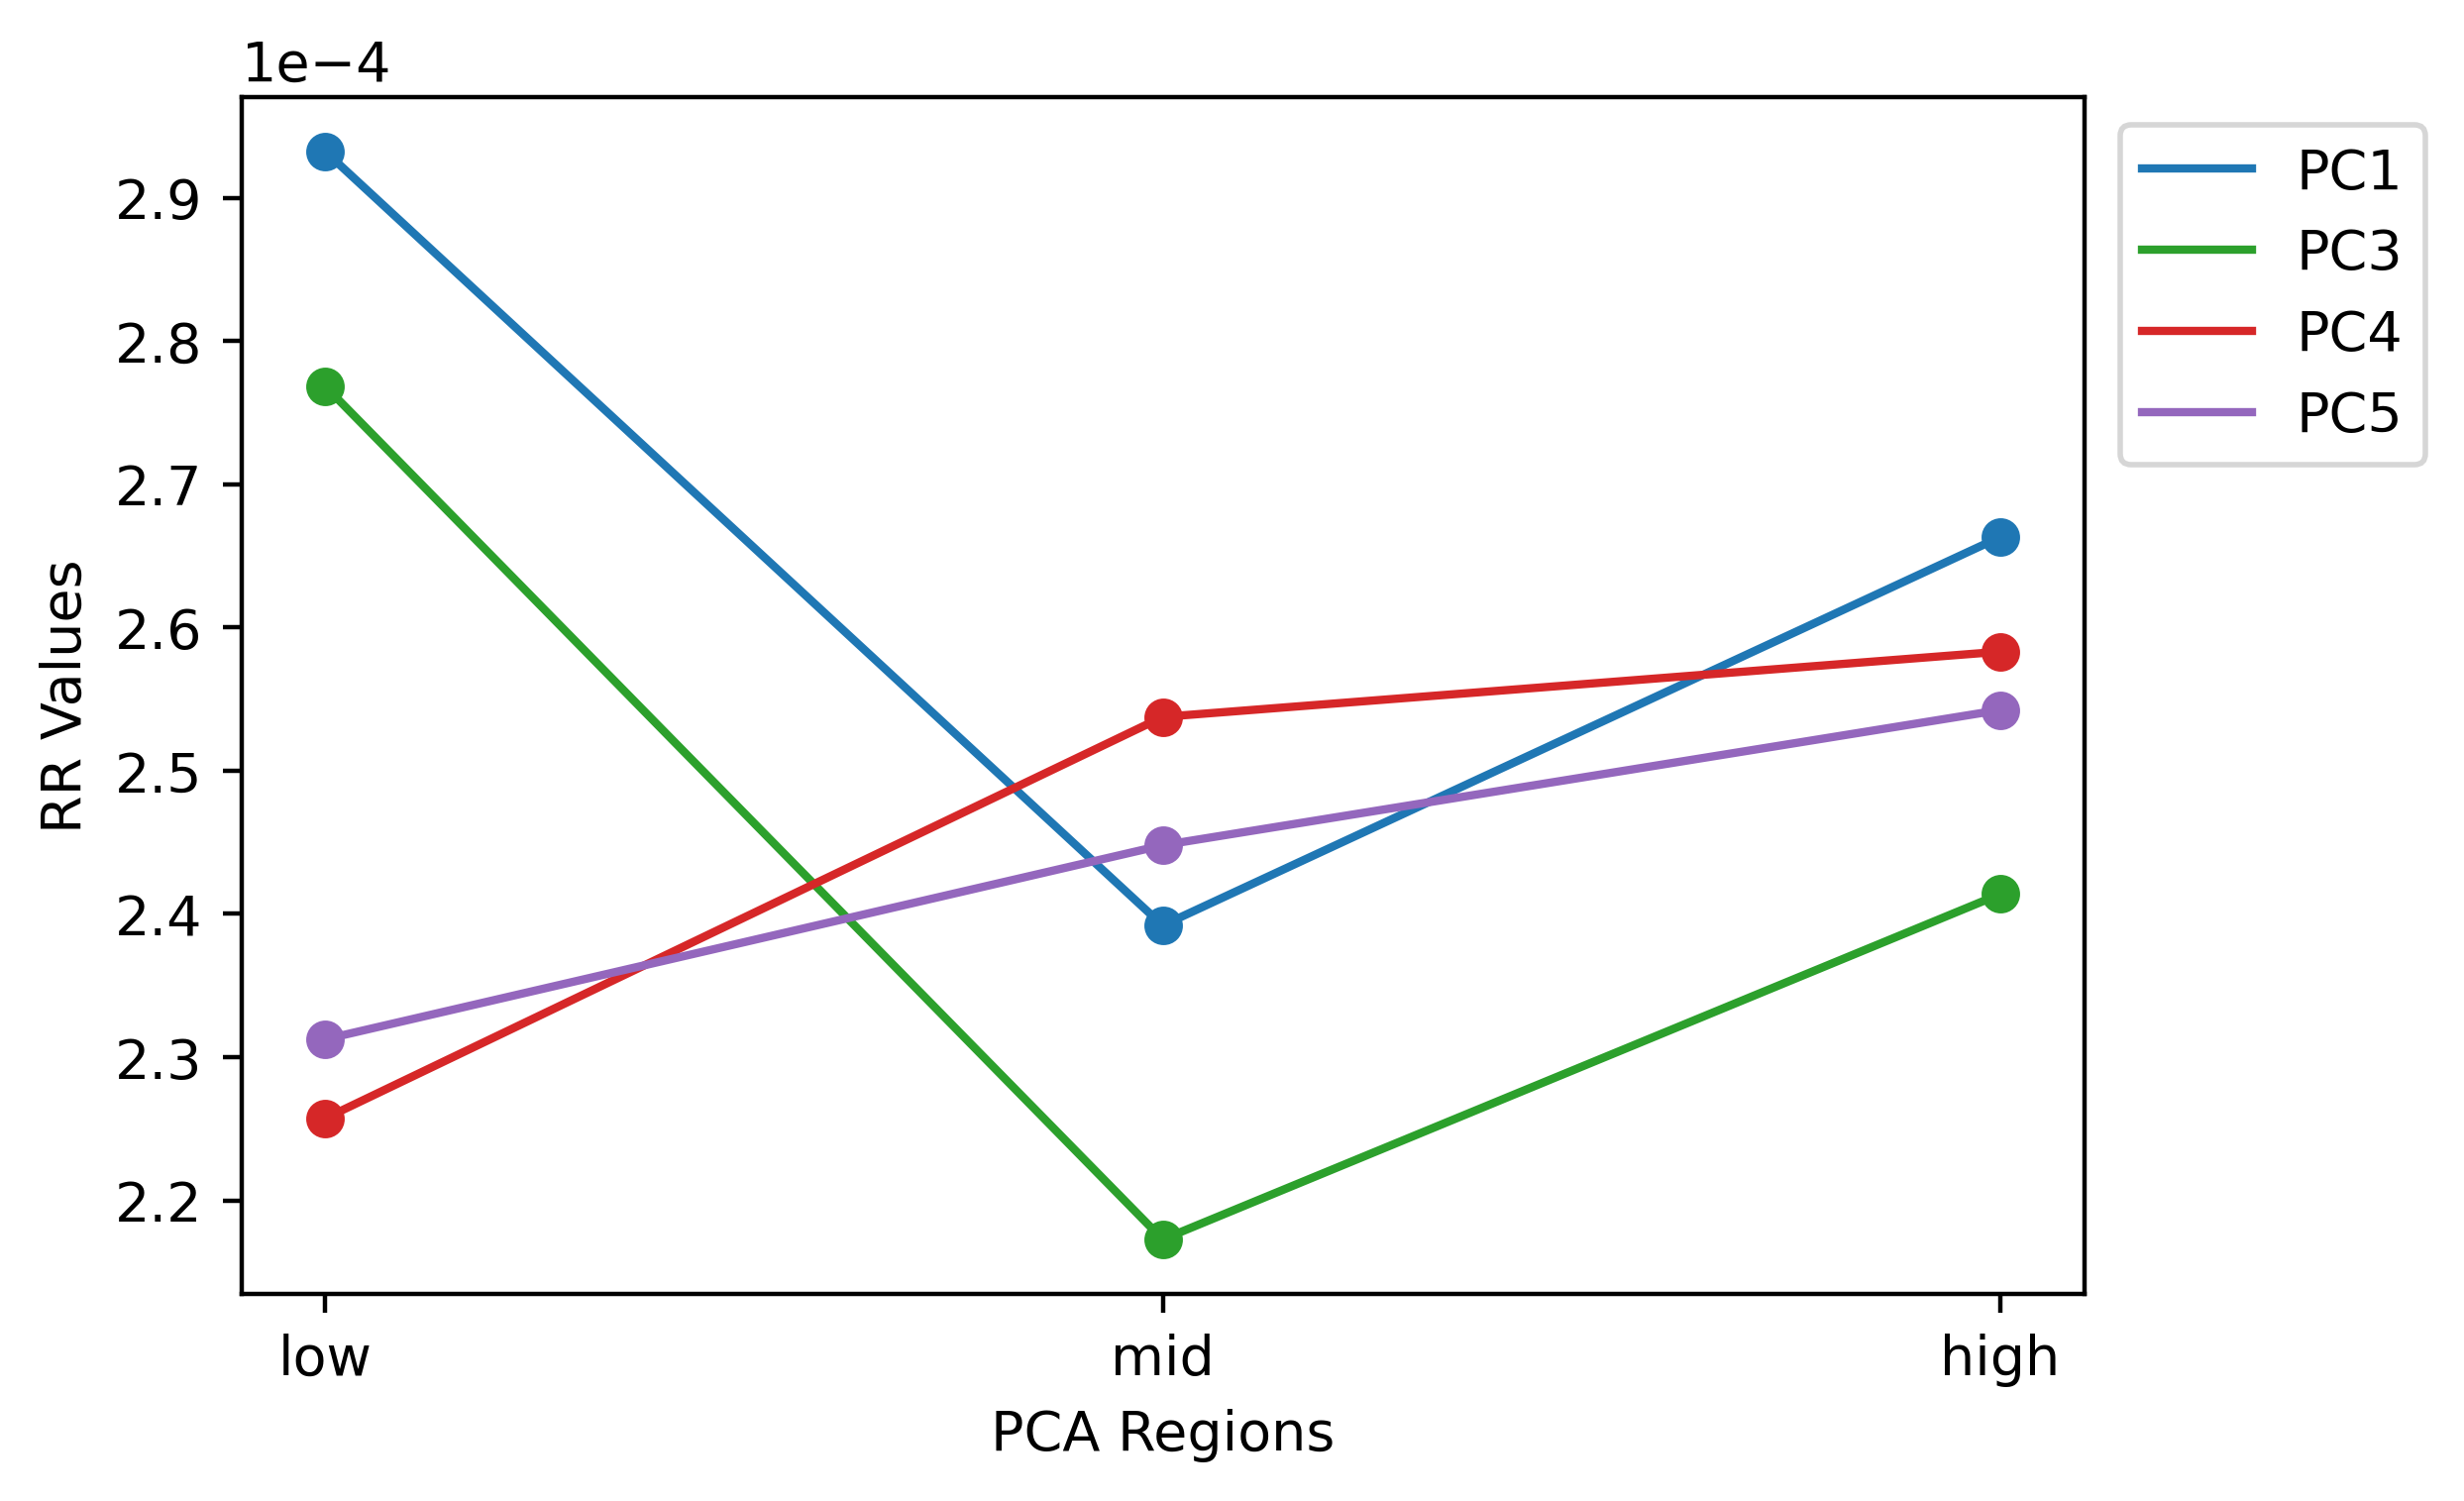 1e−4
2.9
2.8
2.7
2.6
2.5
2.4
2.3
2.2
RR Values
low
mid
high
PCA Regions
PC1
PC3
PC4
PC5